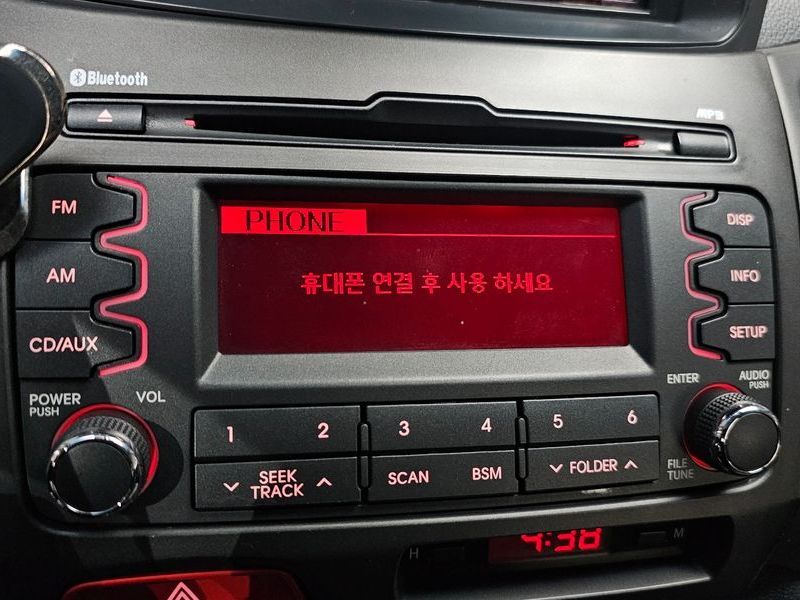 Bluetooth
MP3
FM
PHONE
DISP
AM
휴대폰 연결 후 사용 하세요
INFO
CD/AUX
SETUP
POWER
PUSH
VOL
ENTER
AUDIO
PUSH
1 2 3 4 5 6
SEEK
TRACK
SCAN
BSM
FOLDER
FILE
TUNE
H
4:38
M